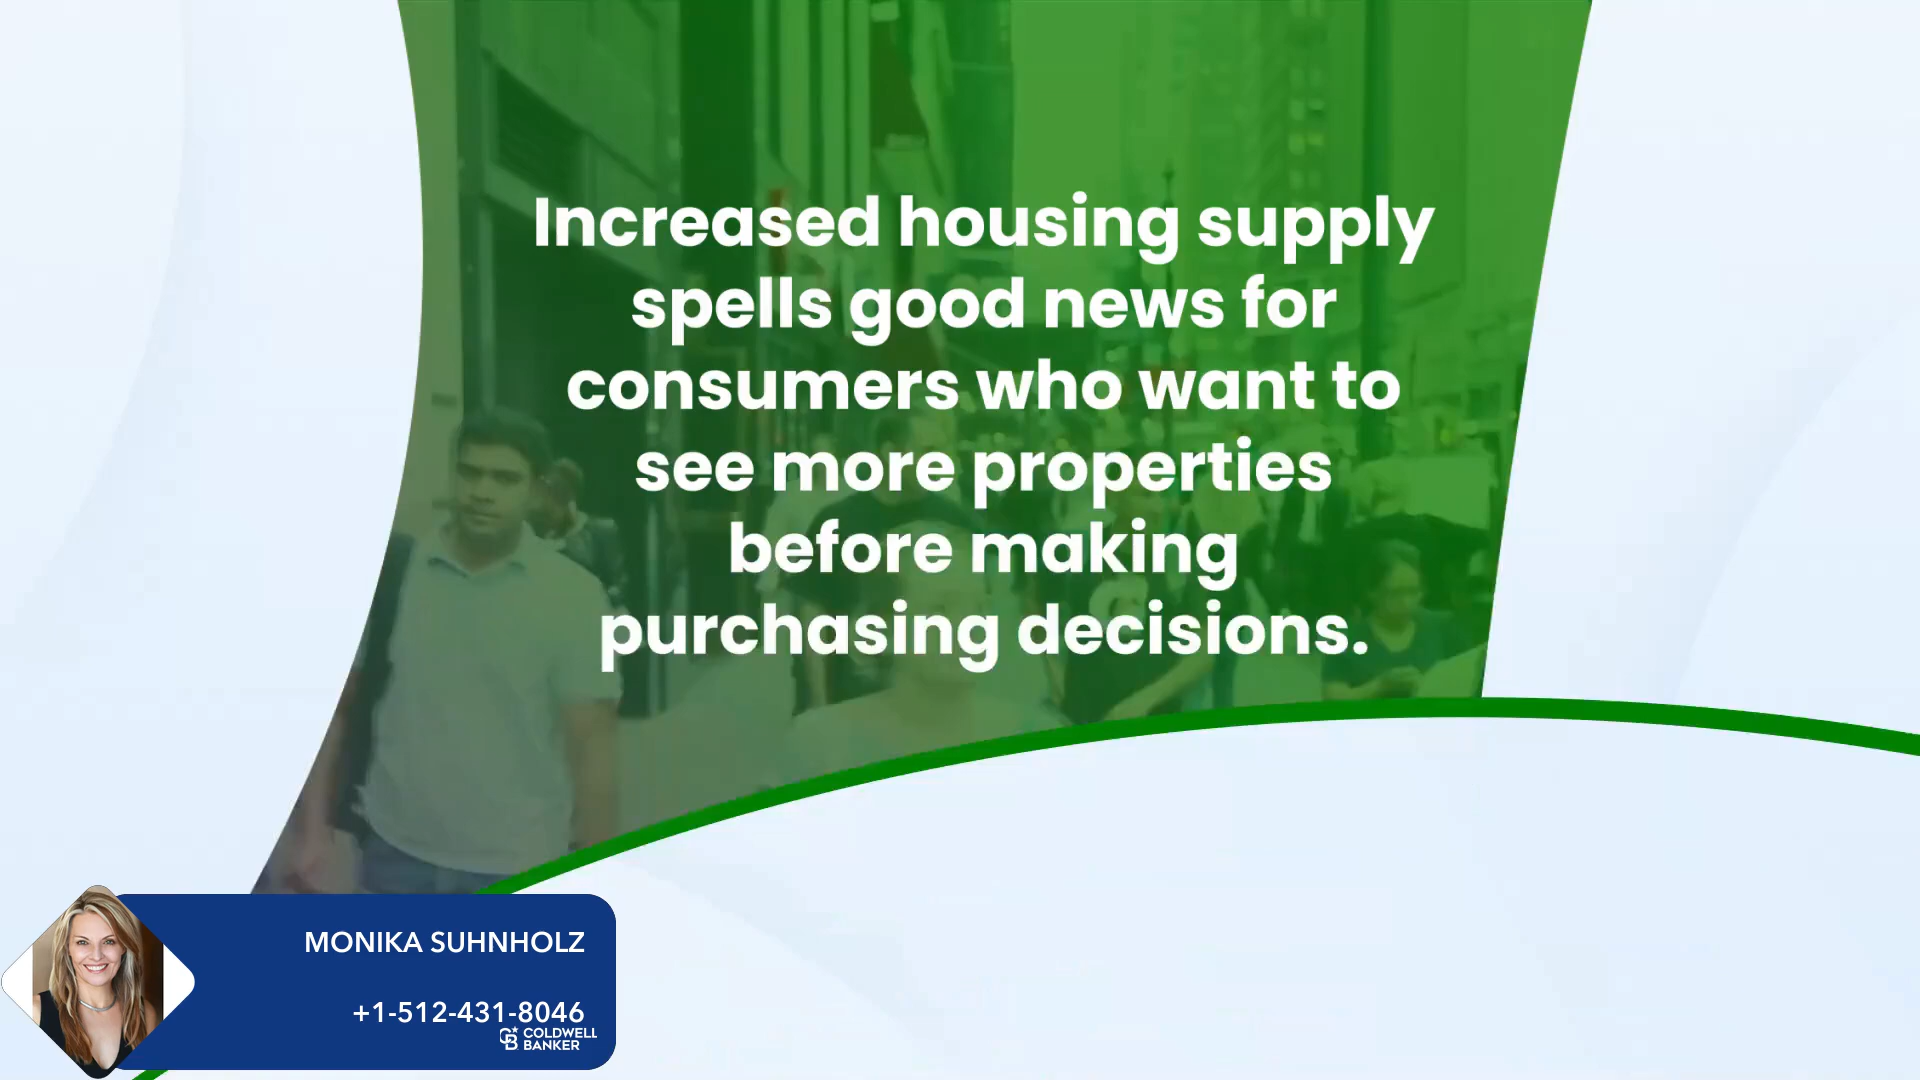 Increased housing supply
spells good news for
consumers who want to
see more properties
before making
purchasing decisions.
MONIKA SUHNHOLZ
+1-512-431-8046
CB COLDWELL
BANKER